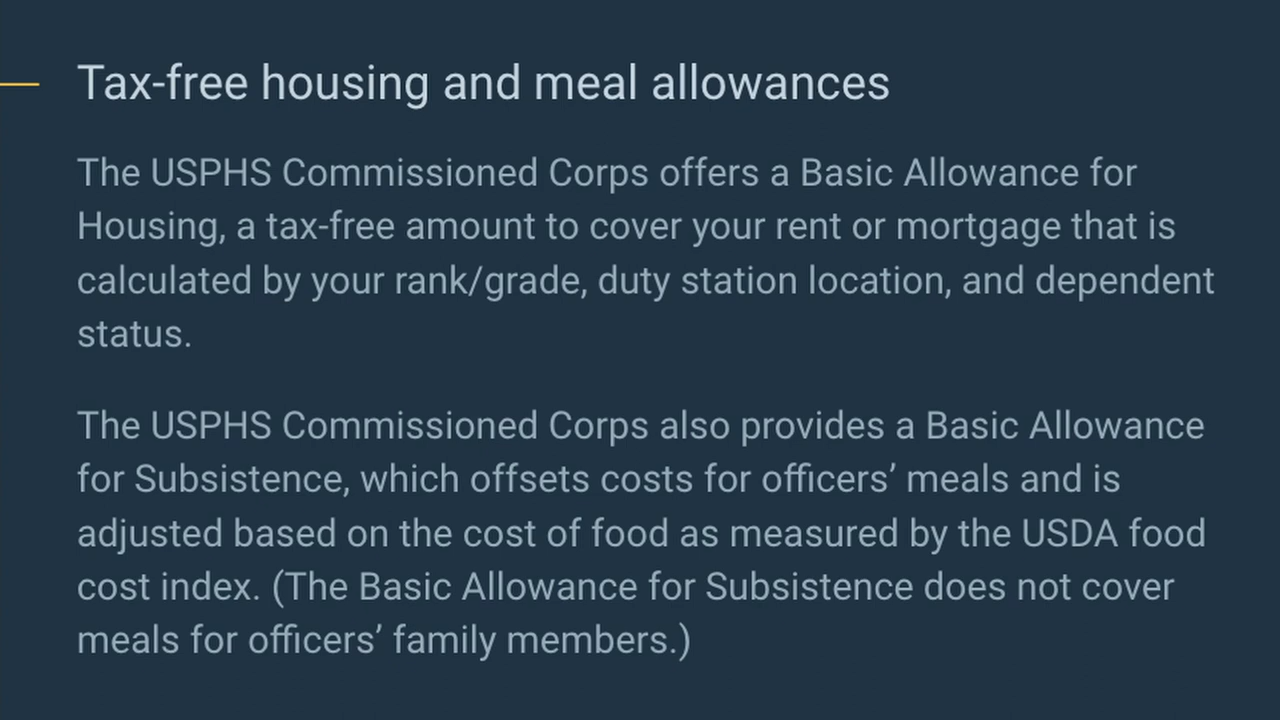 Tax-free housing and meal allowances
The USPHS Commissioned Corps offers a Basic Allowance for
Housing, a tax-free amount to cover your rent or mortgage that is
calculated by your rank/grade, duty station location, and dependent
status.
The USPHS Commissioned Corps also provides a Basic Allowance
for Subsistence, which offsets costs for officers’ meals and is
adjusted based on the cost of food as measured by the USDA food
cost index. (The Basic Allowance for Subsistence does not cover
meals for officers’ family members.)